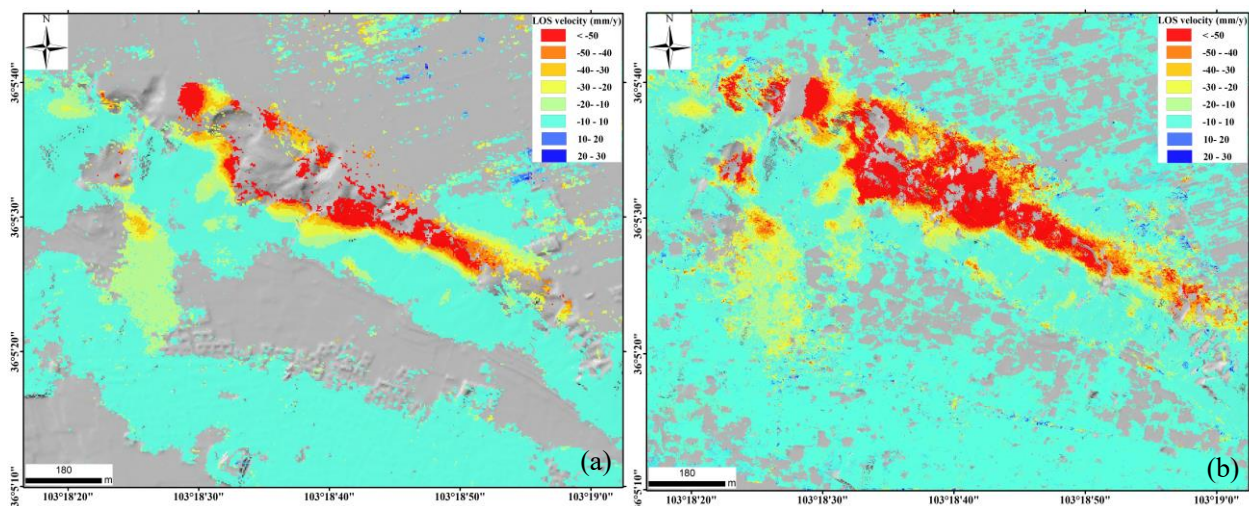 N
LOS velocity (mm/y)
< -50
-50 - -40
-40- -30
-30 - -20
-20 - -10
-10 - 10
10 - 20
20 - 30
36°5'40"
36°5'30"
36°5'20"
36°5'10"
180
m
(a)
103°18'20"
103°18'30"
103°18'40"
103°18'50"
103°19'0"
N
LOS velocity (mm/y)
< -50
-50 - -40
-40- -30
-30 - -20
-20 - -10
-10 - 10
10 - 20
20 - 30
36°5'40"
36°5'30"
36°5'20"
36°5'10"
180
m
(b)
103°18'20"
103°18'30"
103°18'40"
103°18'50"
103°19'0"